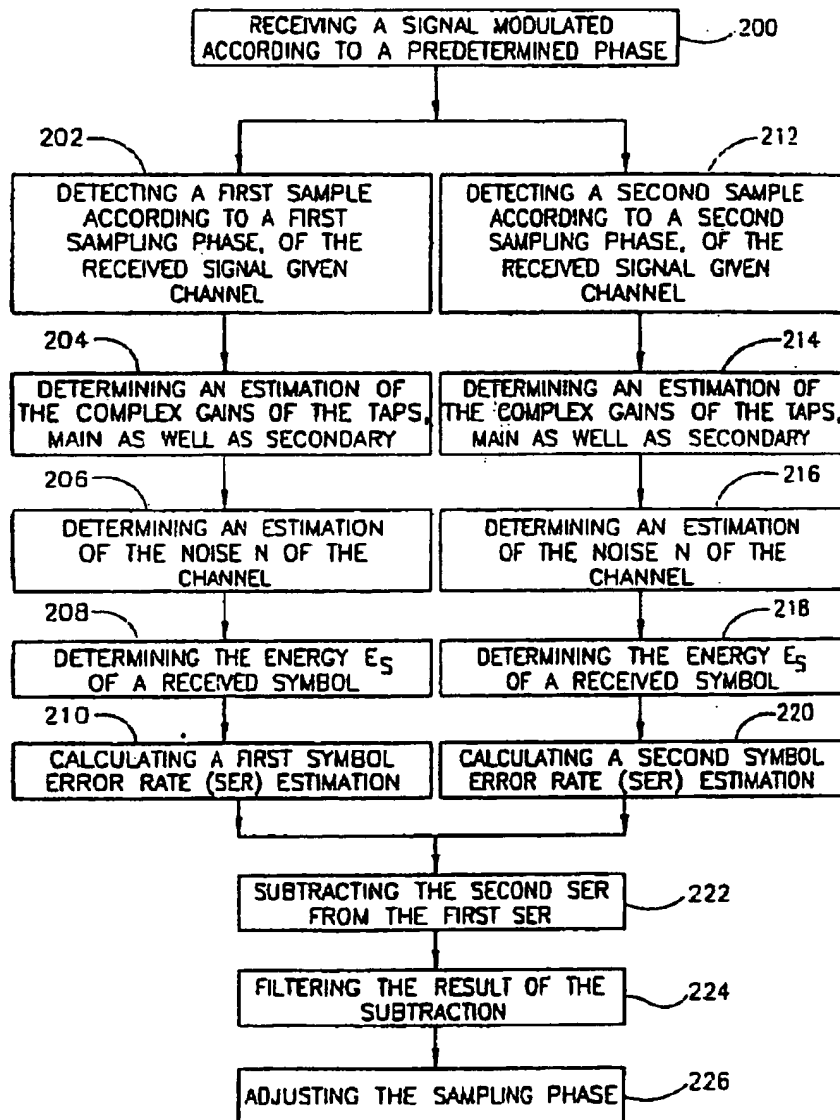 RECEIVING A SIGNAL MODULATED
ACCORDING TO A PREDETERMINED PHASE
200
202
DETECTING A FIRST SAMPLE
ACCORDING TO A FIRST
SAMPLING PHASE, OF THE
RECEIVED SIGNAL GIVEN
CHANNEL
212
DETECTING A SECOND SAMPLE
ACCORDING TO A SECOND
SAMPLING PHASE, OF THE
RECEIVED SIGNAL GIVEN
CHANNEL
204
DETERMINING AN ESTIMATION OF
THE COMPLEX GAINS OF THE TAPS,
MAIN AS WELL AS SECONDARY
214
DETERMINING AN ESTIMATION OF
THE COMPLEX GAINS OF THE TAPS,
MAIN AS WELL AS SECONDARY
206
DETERMINING AN ESTIMATION
OF THE NOISE N OF THE
CHANNEL
216
DETERMINING AN ESTIMATION
OF THE NOISE N OF THE
CHANNEL
208
DETERMINING THE ENERGY ES
OF A RECEIVED SYMBOL
218
DETERMINING THE ENERGY ES
OF A RECEIVED SYMBOL
210
CALCULATING A FIRST SYMBOL
ERROR RATE (SER) ESTIMATION
220
CALCULATING A SECOND SYMBOL
ERROR RATE (SER) ESTIMATION
SUBTRACTING THE SECOND SER
FROM THE FIRST SER
222
FILTERING THE RESULT OF THE
SUBTRACTION
224
ADJUSTING THE SAMPLING PHASE
226